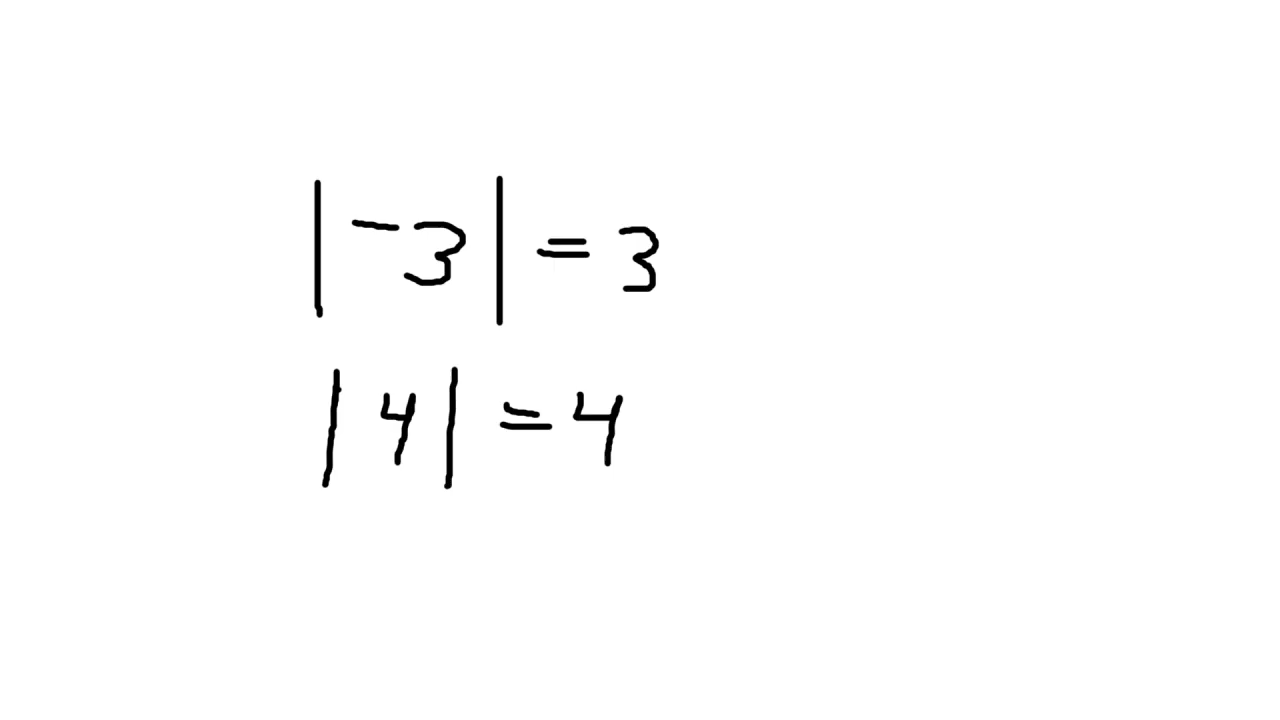 |-3| = 3
|4| = 4